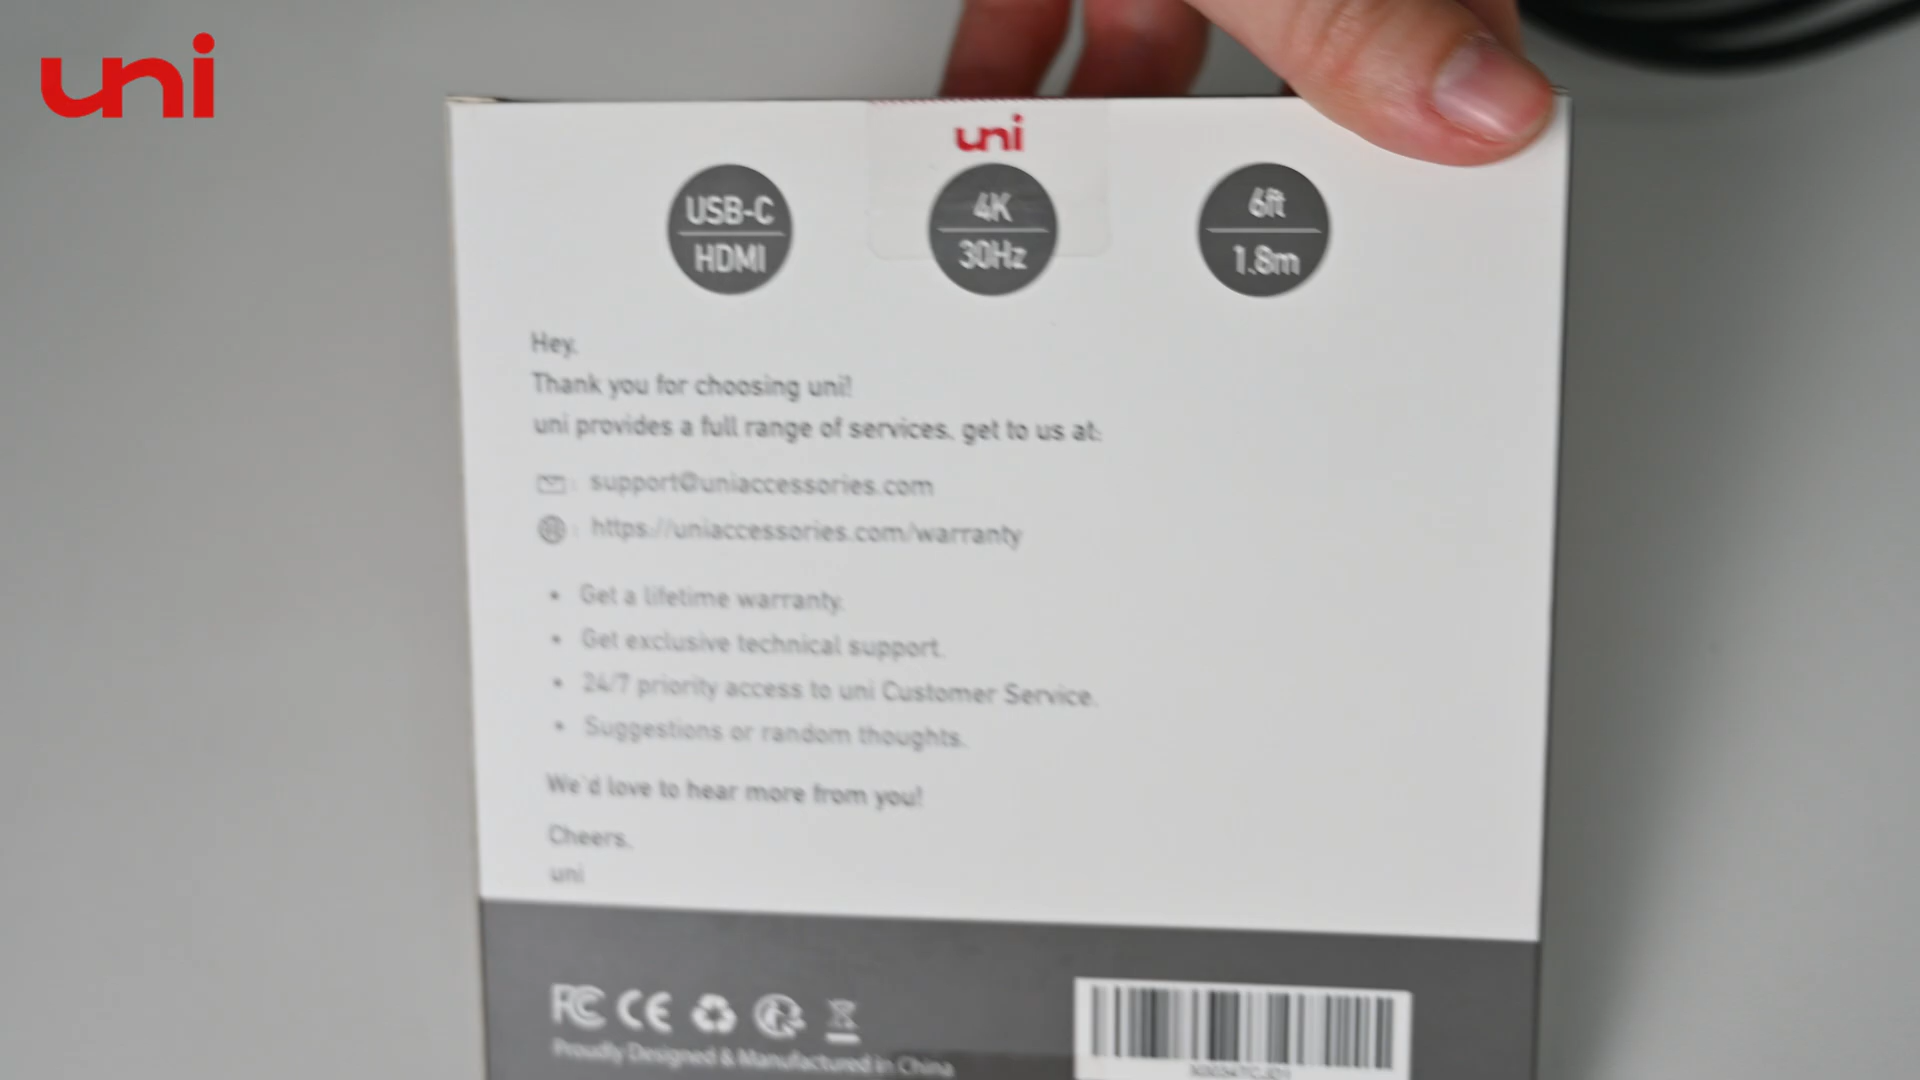 uni
uni
USB-C
HDMI
4K
30Hz
6ft
1.8m
Hey,
Thank you for choosing uni!
uni provides a full range of services, get to us at:
: support@uniaccessories.com
: https://uniaccessories.com/warranty
• Get a lifetime warranty.
• Get exclusive technical support.
• 24/7 priority access to uni Customer Service.
• Suggestions or random thoughts.
We'd love to hear more from you!
Cheers,
uni
FC CE
Proudly Designed & Manufactured in China